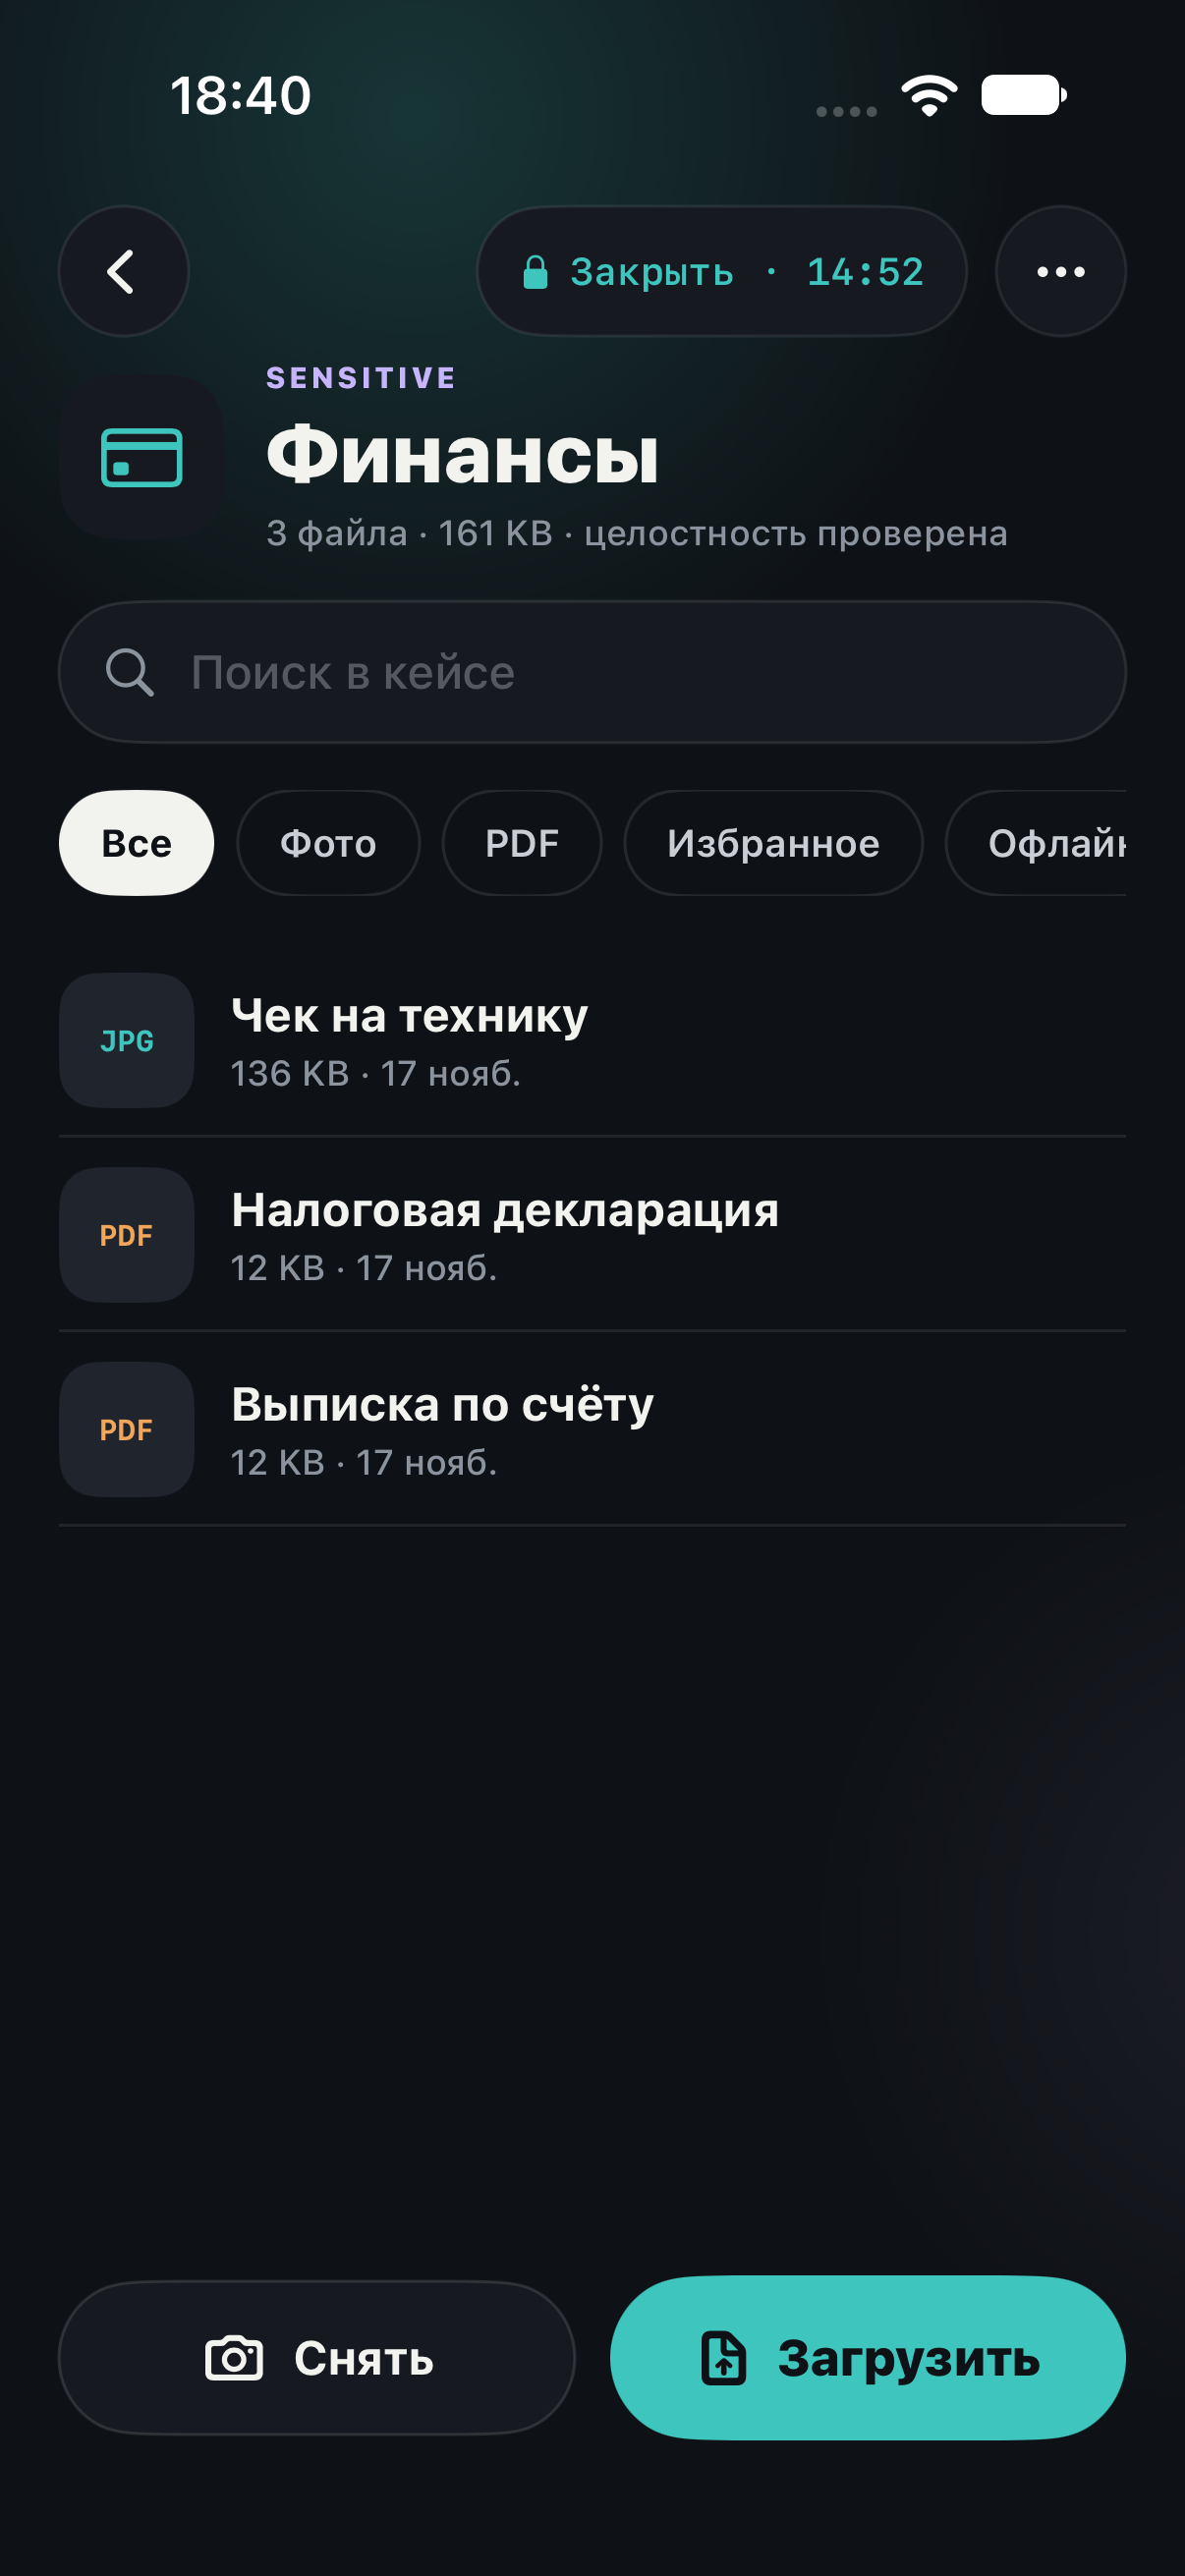 18:40
Закрыть · 14:52
SENSITIVE
Финансы
3 файла · 161 KB · целостность проверена
Поиск в кейсе
Все Фото PDF Избранное Офлайн
JPG
Чек на технику
136 KB · 17 нояб.
PDF
Налоговая декларация
12 KB · 17 нояб.
PDF
Выписка по счёту
12 KB · 17 нояб.
Снять Загрузить